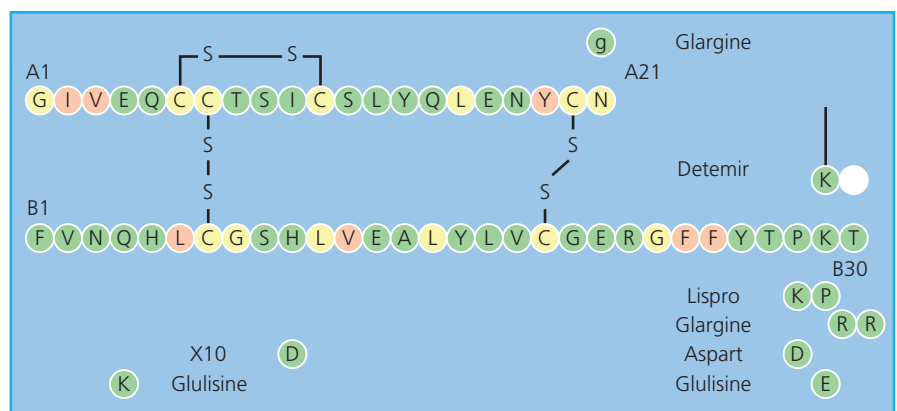 S S
g Glargine
A1 A21
G I V E Q C C T S I C S L Y Q L E N Y C N
S S
Detemir K
S S
B1
F V N Q H L C G S H L V E A L Y L V C G E R G F F Y T P K T
B30
Lispro K P
Glargine R R
X10 D Aspart D
K Glulisine Glulisine E